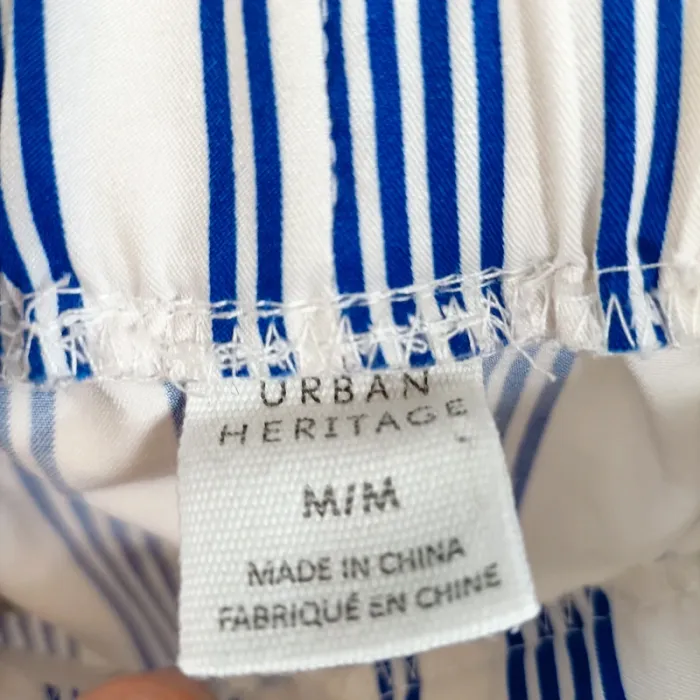 URBAN
HERITAGE
M/M
MADE IN CHINA
FABRIQUÉ EN CHINE